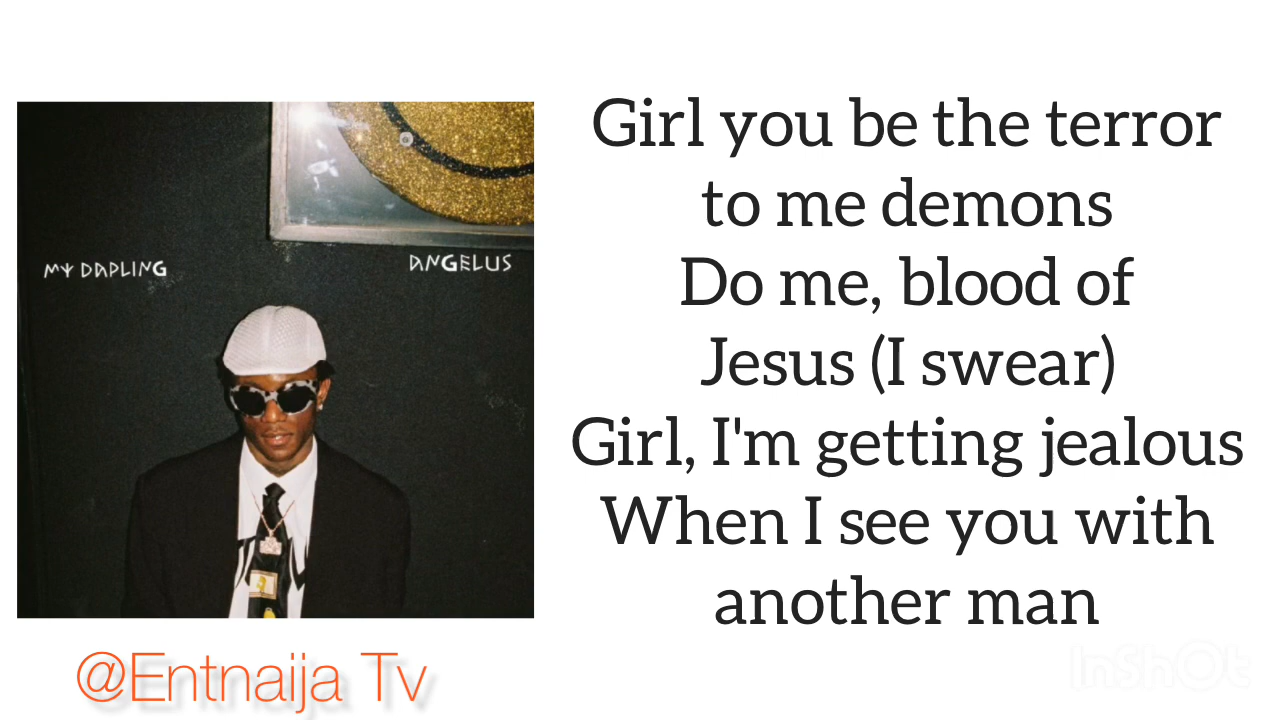 MY DARLING
ANGELUS
Girl you be the terror
to me demons
Do me, blood of
Jesus (I swear)
Girl, I'm getting jealous
When I see you with
another man
@Entnaija Tv
InShOt